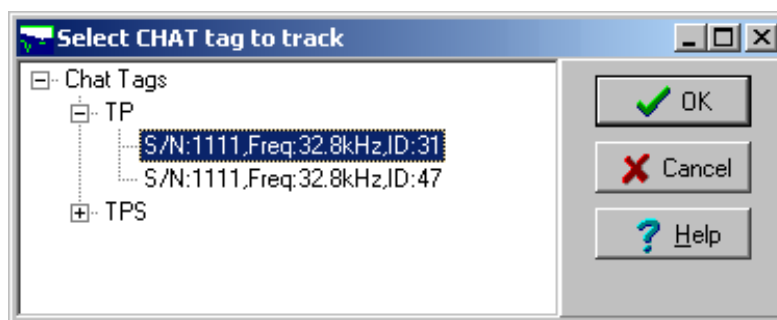 Select CHAT tag to track
Chat Tags
TP
S/N:1111,Freq:32.8kHz,ID:31
S/N:1111,Freq:32.8kHz,ID:47
TPS
OK
Cancel
Help